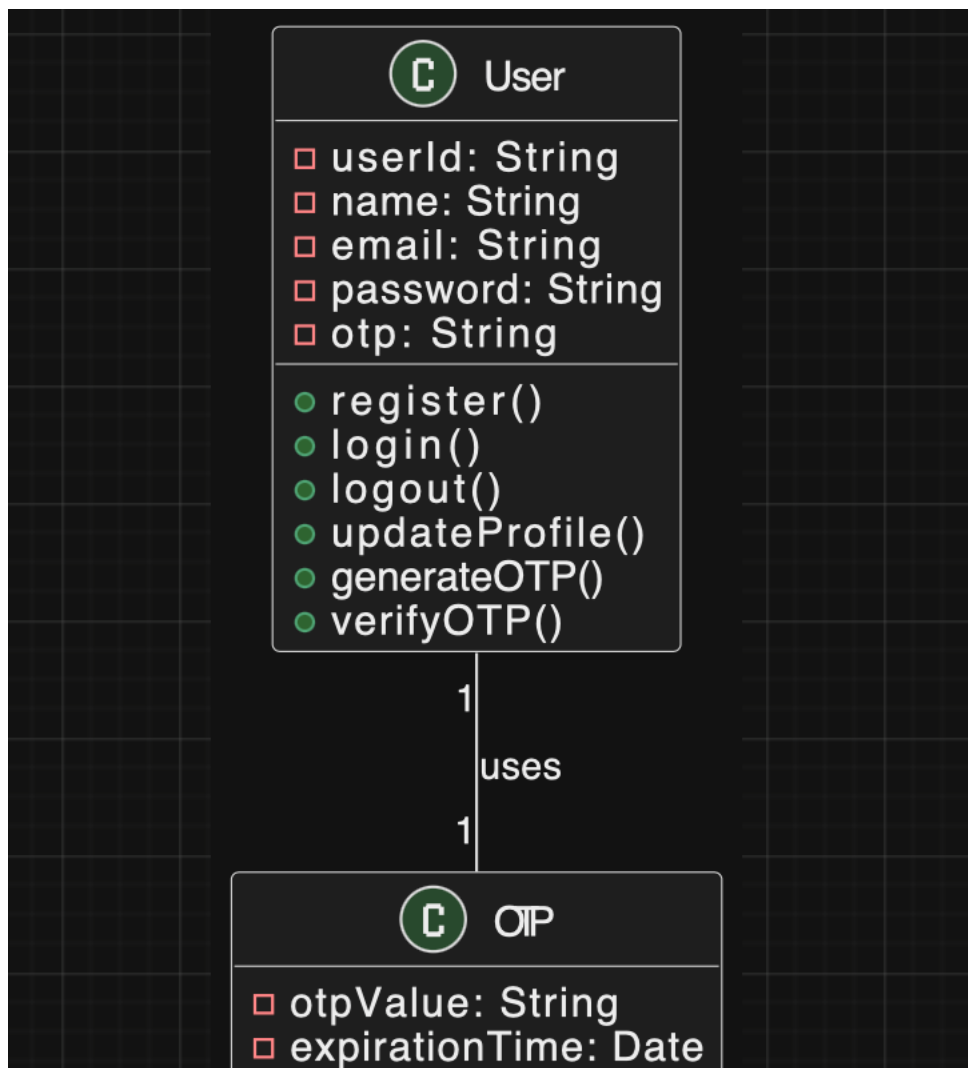 C User
userId: String
name: String
email: String
password: String
otp: String
register()
login()
logout()
updateProfile()
generateOTP()
verifyOTP()
1
uses
1
C OTP
otpValue: String
expirationTime: Date